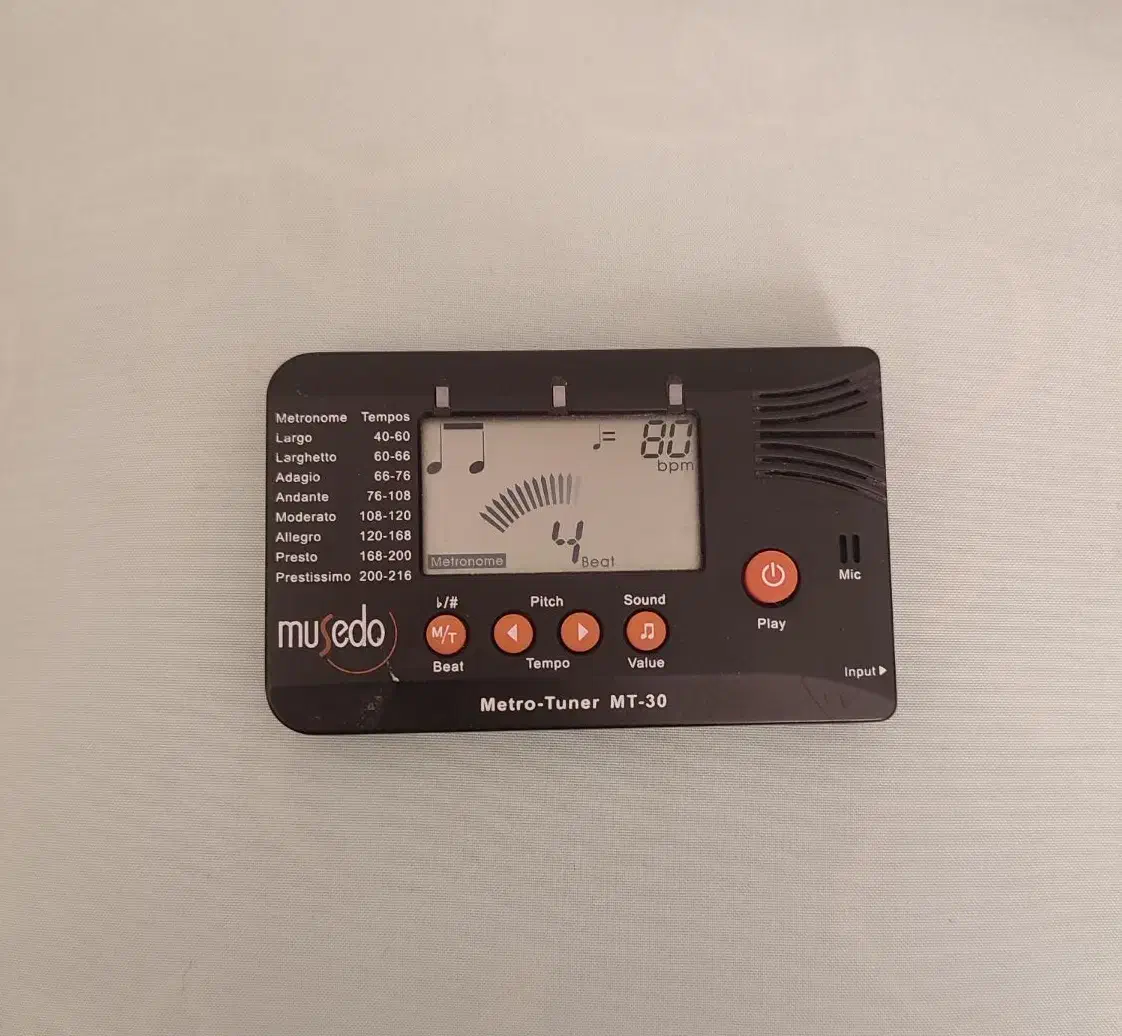 Metronome Tempos
Largo 40-60
Larghetto 60-66
Adagio 66-76
Andante 76-108
Moderato 108-120
Allegro 120-168
Presto 168-200
Prestissimo 200-216
musedo
♩= 80
bpm
4 Beat
Metronome
♭/#
M/T
Beat
Pitch
Tempo
Sound
Value
Play
Mic
Input
Metro-Tuner MT-30